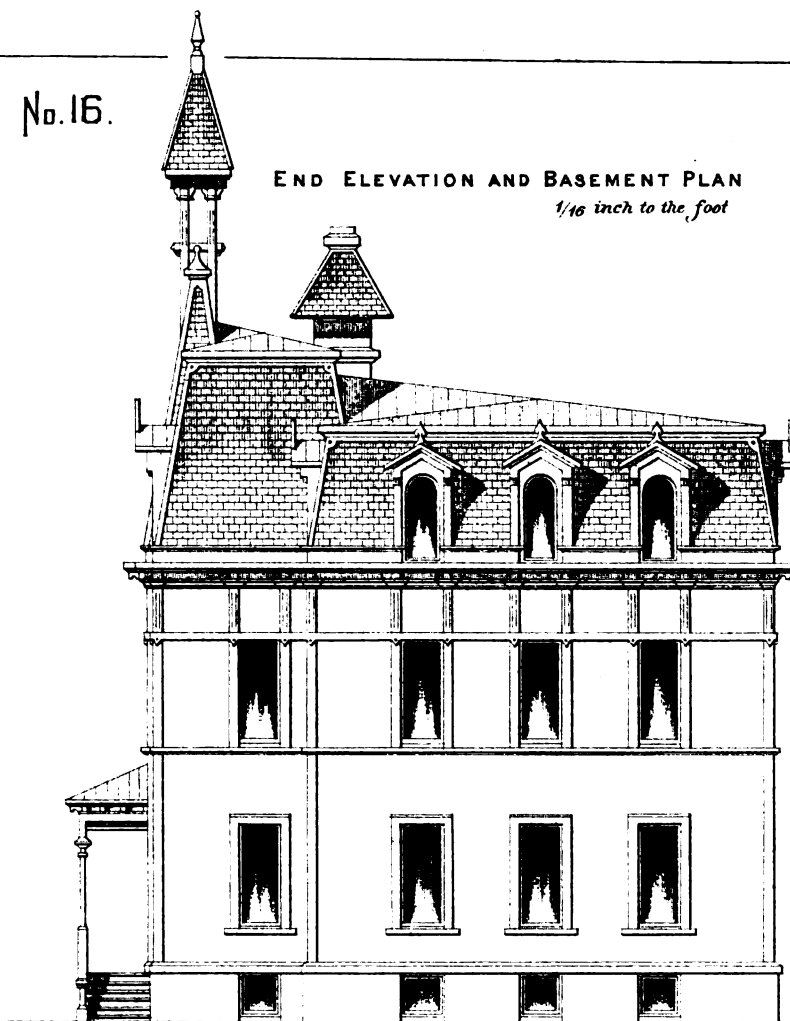 No. 16.
END ELEVATION AND BASEMENT PLAN
1/16 inch to the foot